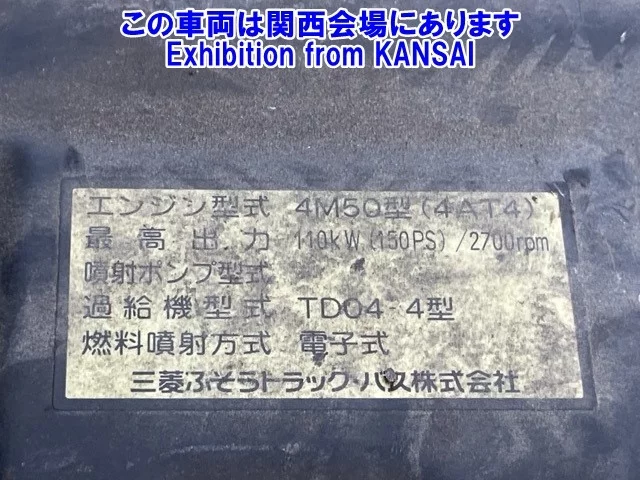 この車両は関西会場にあります
Exhibition from KANSAI
エンジン型式 4M50型(4AT4)
最高出力 110kW(150PS)/2700rpm
噴射ポンプ型式
過給機型式 TD04-4型
燃料噴射方式 電子式
三菱ふそうトラック・バス株式会社